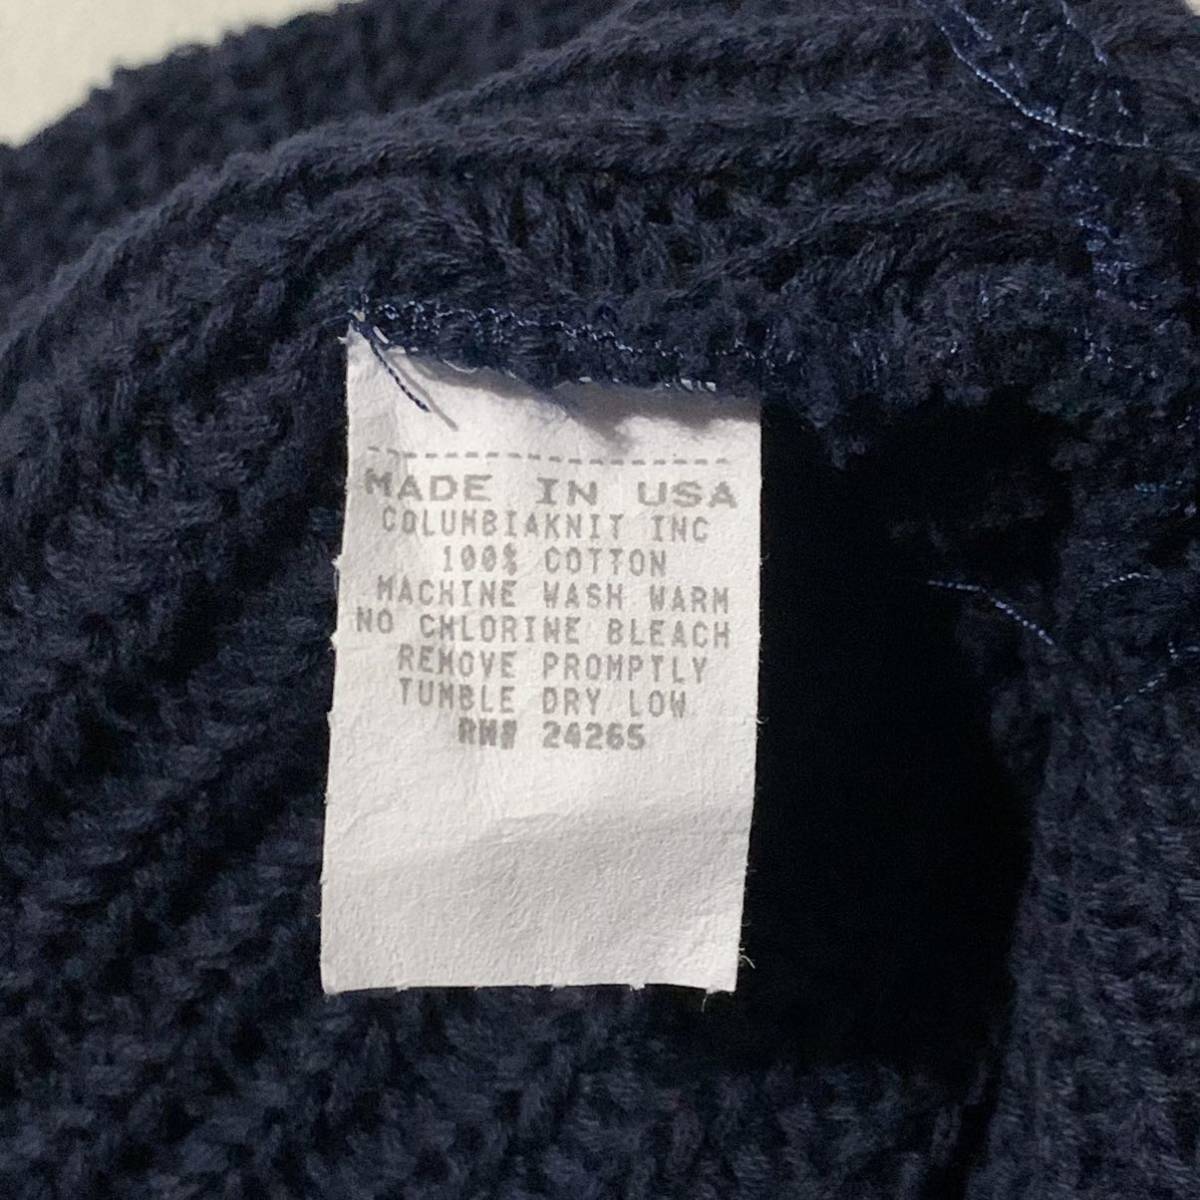 MADE IN USA
COLUMBIAKNIT INC
100% COTTON
MACHINE WASH WARM
NO CHLORINE BLEACH
REMOVE PROMPTLY
TUMBLE DRY LOW
RN# 24265